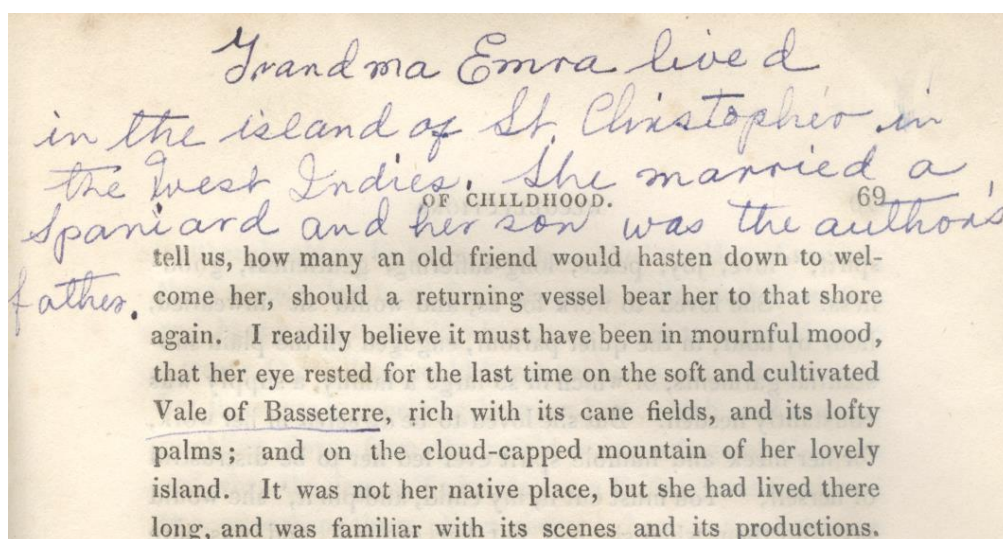 Grandma Emra lived
in the island of St. Christopher in
the West Indies. She married a
OF CHILDHOOD. 69
Spaniard and her son was the author's
father.
tell us, how many an old friend would hasten down to wel-
come her, should a returning vessel bear her to that shore
again. I readily believe it must have been in mournful mood,
that her eye rested for the last time on the soft and cultivated
Vale of Basseterre, rich with its cane fields, and its lofty
palms; and on the cloud-capped mountain of her lovely
island. It was not her native place, but she had lived there
long, and was familiar with its scenes and its productions.